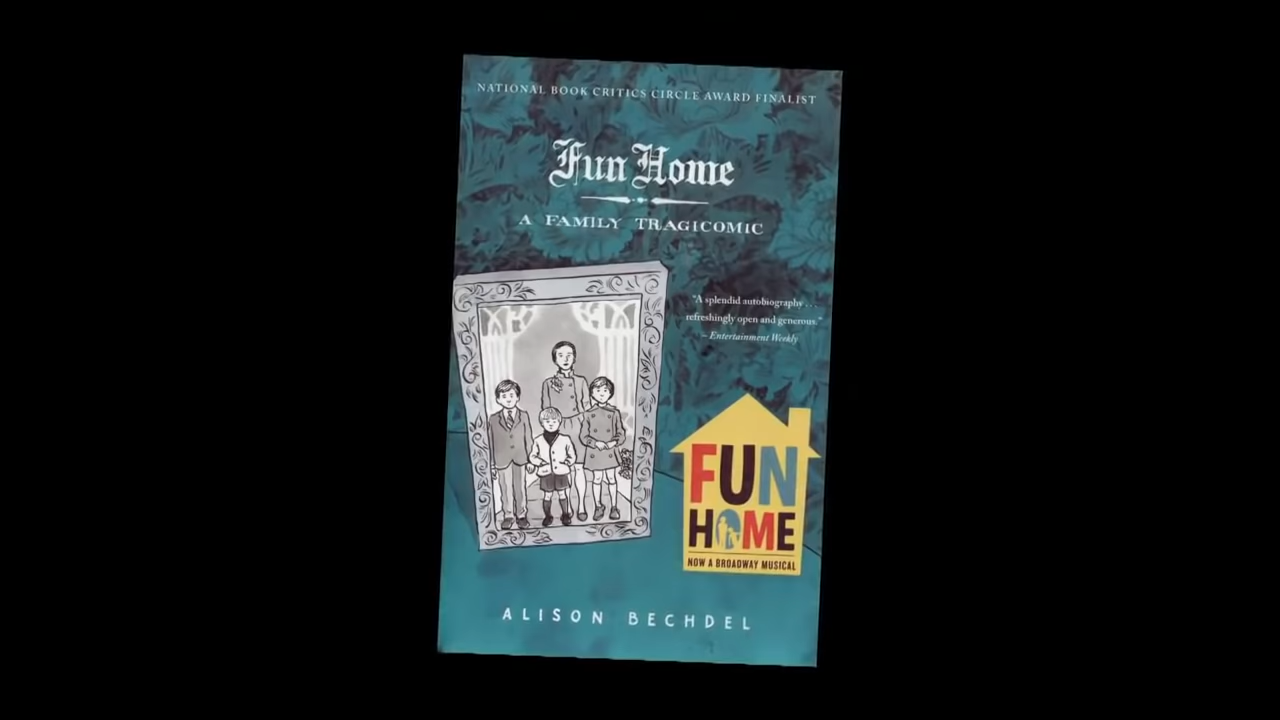 NATIONAL BOOK CRITICS CIRCLE AWARD FINALIST
Fun Home
A FAMILY TRAGICOMIC
"A splendid autobiography . . .
refreshingly open and generous."
– Entertainment Weekly
FUN
HOME
NOW A BROADWAY MUSICAL
ALISON BECHDEL